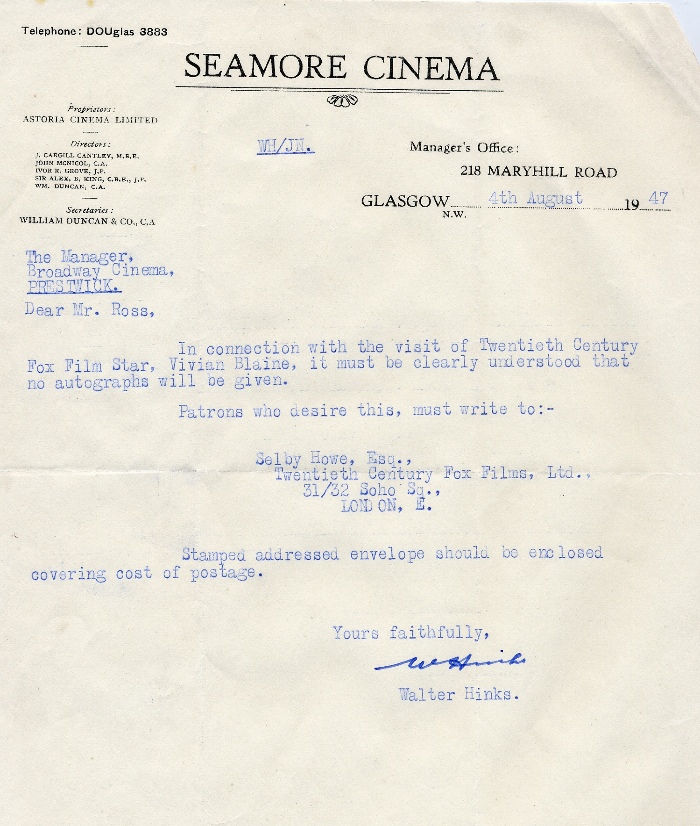 Telephone: DOUglas 3883
SEAMORE CINEMA
Proprietors:
ASTORIA CINEMA LIMITED
Directors:
J. CARGILL CANTLEY, M.B.E.
JOHN MCNICOL, C.A.
IVOR R. GROVE, J.P.
SIR ALEX. B. KING, C.B.E., J.P.
WM. DUNCAN, C.A.
Secretaries:
WILLIAM DUNCAN & CO., C.A
WH/JN.
Manager's Office:
218 MARYHILL ROAD
GLASGOW 4th August 1947
N.W.
The Manager,
Broadway Cinema,
PRESTWICK.
Dear Mr. Ross,
In connection with the visit of Twentieth Century
Fox Film Star, Vivian Blaine, it must be clearly understood that
no autographs will be given.
Patrons who desire this, must write to:-
Selby Howe, Esq.,
Twentieth Century Fox Films, Ltd.,
31/32 Soho Sq.,
LONDON, E.
Stamped addressed envelope should be enclosed
covering cost of postage.
Yours faithfully,
W Hinks
Walter Hinks.